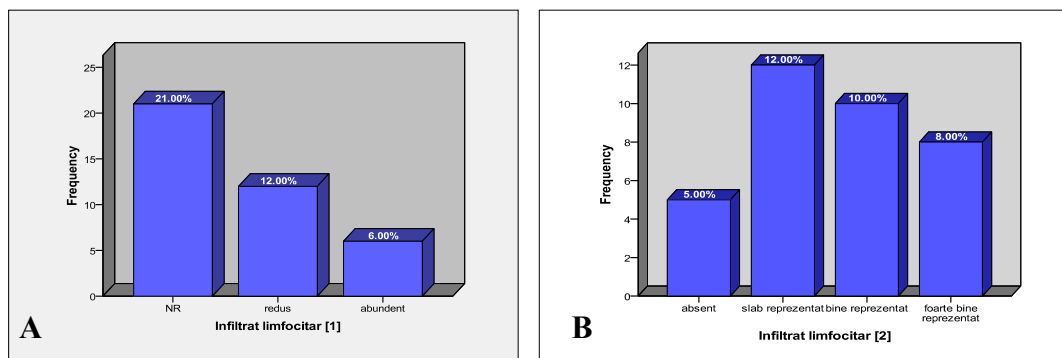 25
20
15
10
5
0
Frequency
21.00%
12.00%
6.00%
NR
redus
abundent
Infiltrat limfocitar [1]
A
12
10
8
6
4
2
0
Frequency
5.00%
12.00%
10.00%
8.00%
absent
slab reprezentat
bine reprezentat
foarte bine
reprezentat
Infiltrat limfocitar [2]
B